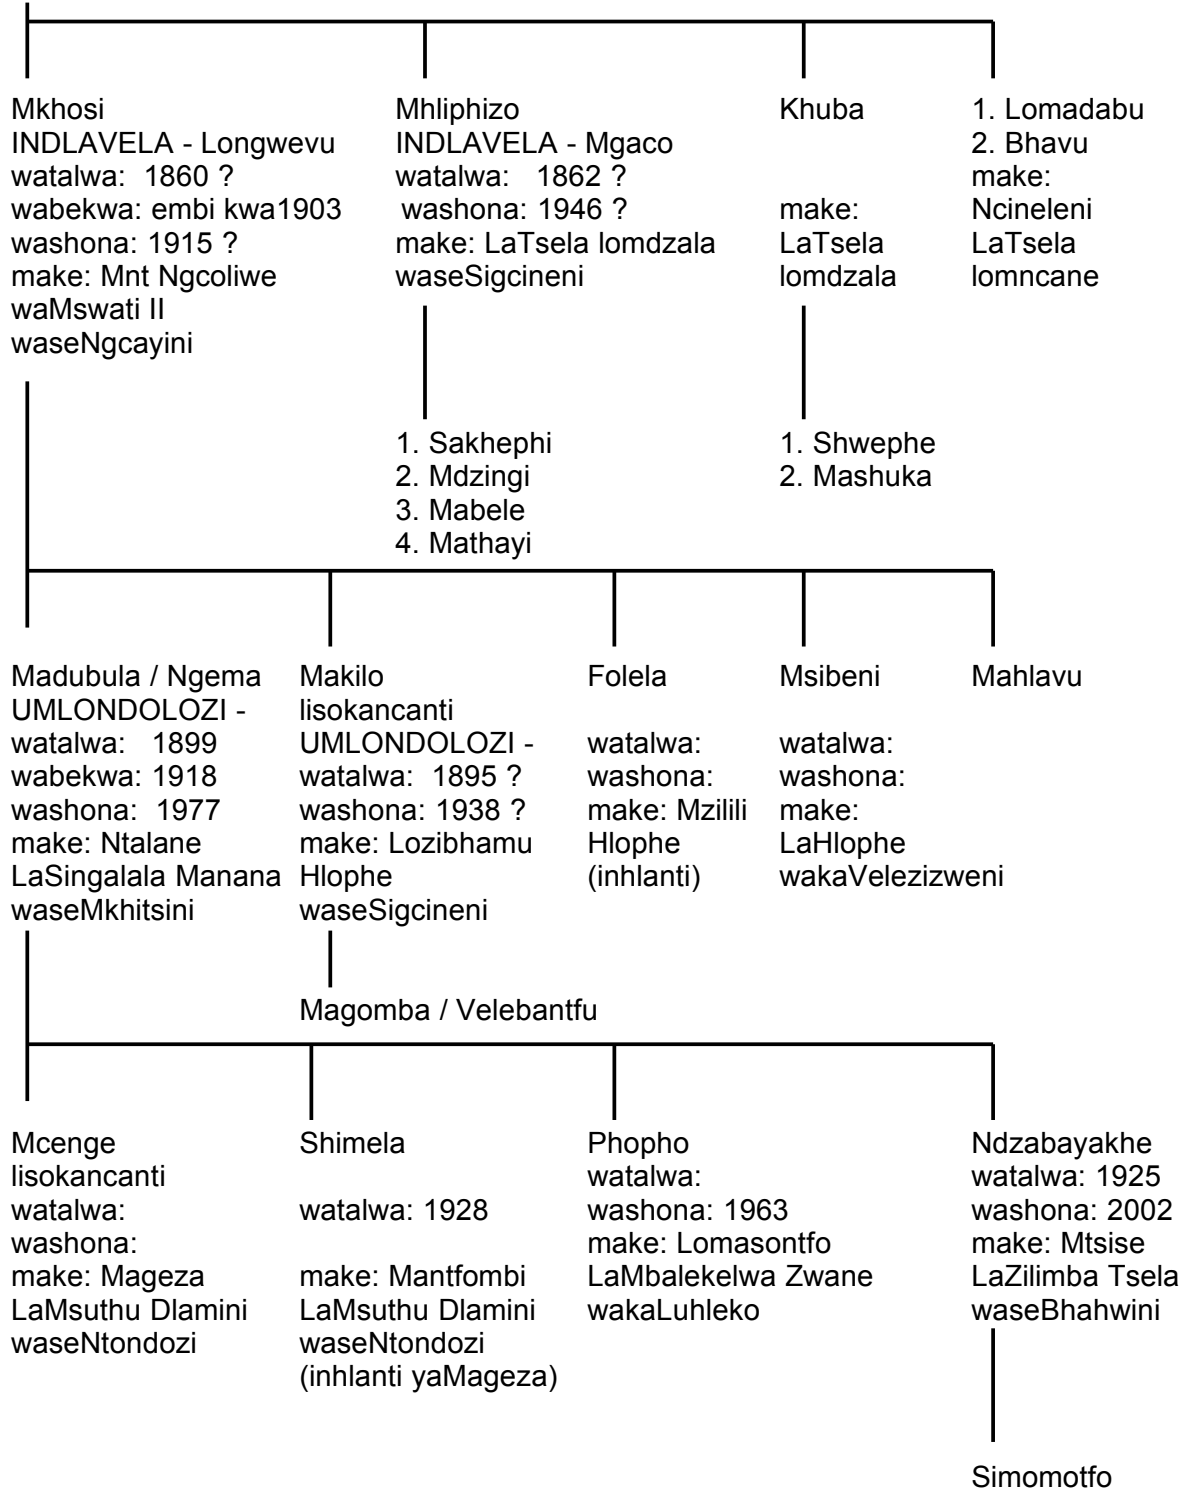 Mkhosi
INDLAVELA - Longwevu
watalwa: 1860 ?
wabekwa: embi kwa1903
washona: 1915 ?
make: Mnt Ngcoliwe
waMswati II
waseNgcayini
Mhliphizo
INDLAVELA - Mgaco
watalwa: 1862 ?
washona: 1946 ?
make: LaTsela lomdzala
waseSigcineni
Khuba
make:
LaTsela
lomdzala
1. Lomadabu
2. Bhavu
make:
Ncineleni
LaTsela
lomncane
1. Sakhephi
2. Mdzingi
3. Mabele
4. Mathayi
1. Shwephe
2. Mashuka
Madubula / Ngema
UMLONDOLOZI -
watalwa: 1899
wabekwa: 1918
washona: 1977
make: Ntalane
LaSingalala Manana
waseMkhitsini
Makilo
lisokancanti
UMLONDOLOZI -
watalwa: 1895 ?
washona: 1938 ?
make: Lozibhamu
Hlophe
waseSigcineni
Folela
watalwa:
washona:
make: Mzilili
Hlophe
(inhlanti)
Msibeni
watalwa:
washona:
make:
LaHlophe
wakaVelezizweni
Mahlavu
Magomba / Velebantfu
Mcenge
lisokancanti
watalwa:
washona:
make: Mageza
LaMsuthu Dlamini
waseNtondozi
Shimela
watalwa: 1928
make: Mantfombi
LaMsuthu Dlamini
waseNtondozi
(inhlanti yaMageza)
Phopho
watalwa:
washona: 1963
make: Lomasontfo
LaMbalekelwa Zwane
wakaLuhleko
Ndzabayakhe
watalwa: 1925
washona: 2002
make: Mtsise
LaZilimba Tsela
waseBhahwini
Simomotfo